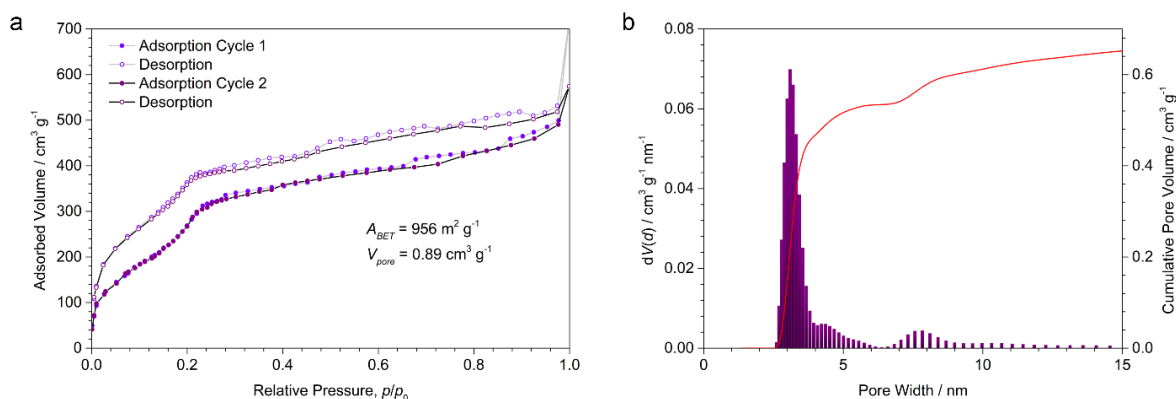 a
700
600
500
400
300
200
100
0
Adsorbed Volume / cm³ g⁻¹
Adsorption Cycle 1
Desorption
Adsorption Cycle 2
Desorption
A_BET = 956 m² g⁻¹
V_pore = 0.89 cm³ g⁻¹
0.0 0.2 0.4 0.6 0.8 1.0
Relative Pressure, p/p₀
b
0.08
0.06
0.04
0.02
0.00
dV(d) / cm³ g⁻¹ nm⁻¹
0 5 10 15
Pore Width / nm
0.6
0.4
0.2
0.0
Cumulative Pore Volume / cm³ g⁻¹